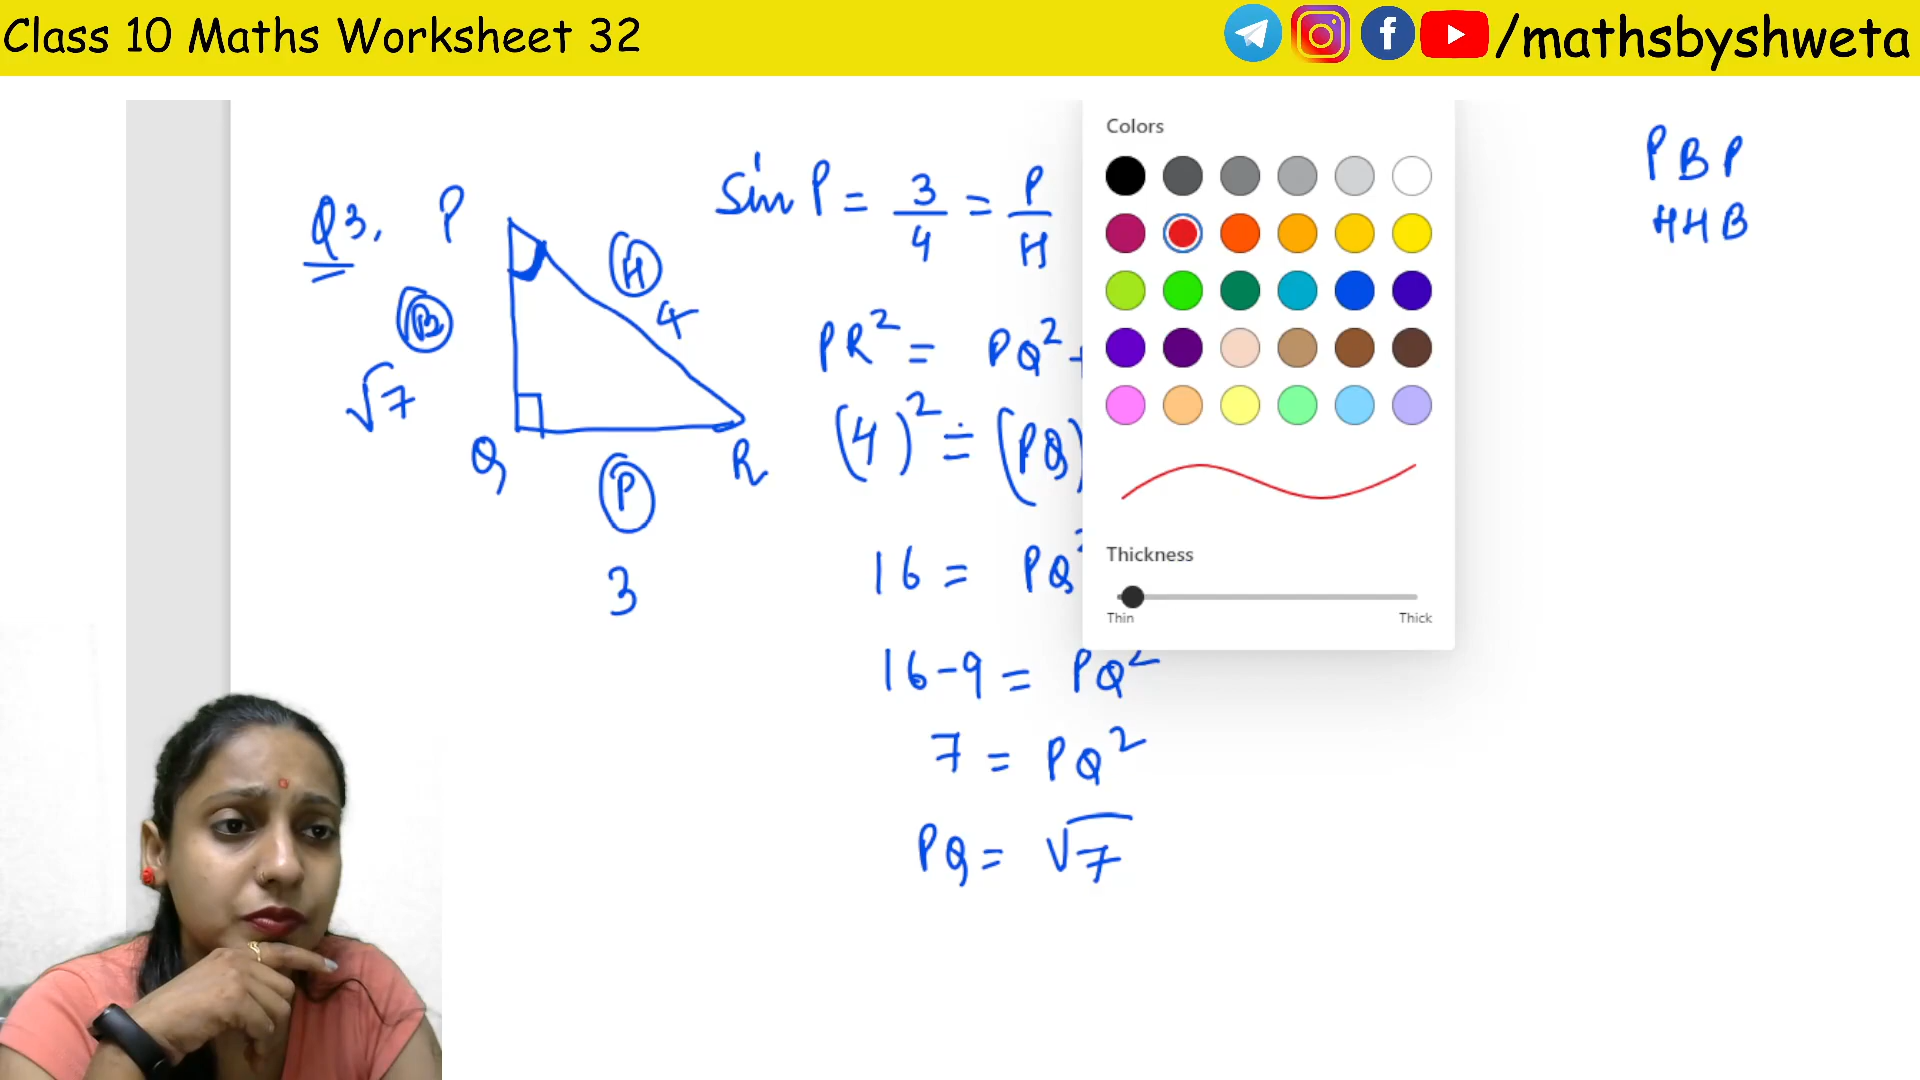 Class 10 Maths Worksheet 32
/mathsbyshweta
Q3. P
H
4
B
√7
Q
R
P
3
sin P = 3/4 = P/H
PR² = PQ² +
(4)² = (PQ)
16 = PQ²
16-9 = PQ²
7 = PQ²
PQ = √7
Colors
Thickness
Thin
Thick
P B P
H H B